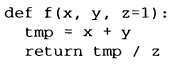 def f(x, y, z=1):
    tmp = x + y
    return tmp / z